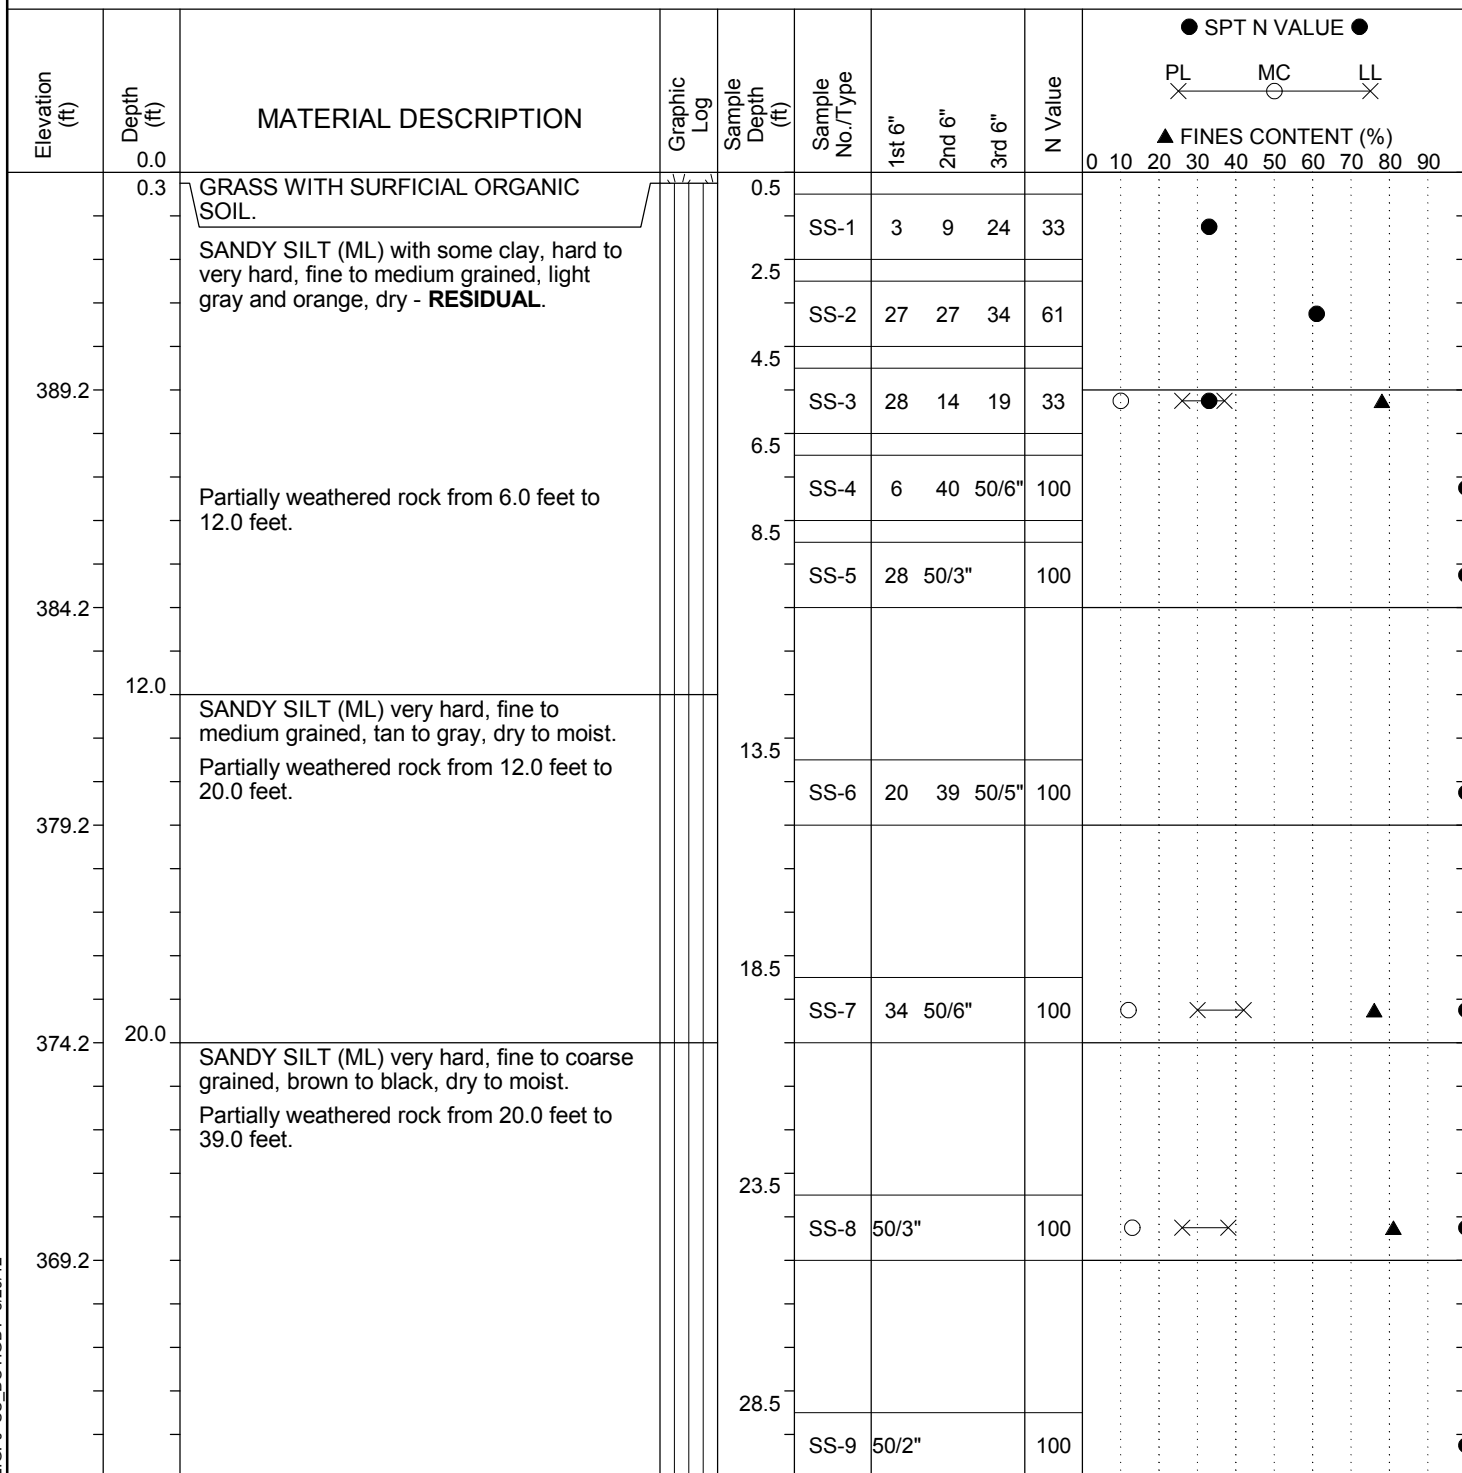 ● SPT N VALUE ●
PL MC LL
▲ FINES CONTENT (%)
0 10 20 30 40 50 60 70 80 90
Elevation (ft)
Depth (ft)
0.0
MATERIAL DESCRIPTION
Graphic Log
Sample Depth (ft)
Sample No./Type
1st 6"
2nd 6"
3rd 6"
N Value
0.3 GRASS WITH SURFICIAL ORGANIC 0.5
SOIL.
SS-1 3 9 24 33
SANDY SILT (ML) with some clay, hard to
very hard, fine to medium grained, light 2.5
gray and orange, dry - RESIDUAL.
SS-2 27 27 34 61
4.5
389.2
SS-3 28 14 19 33
6.5
Partially weathered rock from 6.0 feet to SS-4 6 40 50/6" 100
12.0 feet.
8.5
SS-5 28 50/3" 100
384.2
12.0
SANDY SILT (ML) very hard, fine to
medium grained, tan to gray, dry to moist.
13.5
Partially weathered rock from 12.0 feet to
20.0 feet. SS-6 20 39 50/5" 100
379.2
18.5
SS-7 34 50/6" 100
374.2 20.0
SANDY SILT (ML) very hard, fine to coarse
grained, brown to black, dry to moist.
Partially weathered rock from 20.0 feet to
39.0 feet.
23.5
SS-8 50/3" 100
369.2
28.5
SS-9 50/2" 100